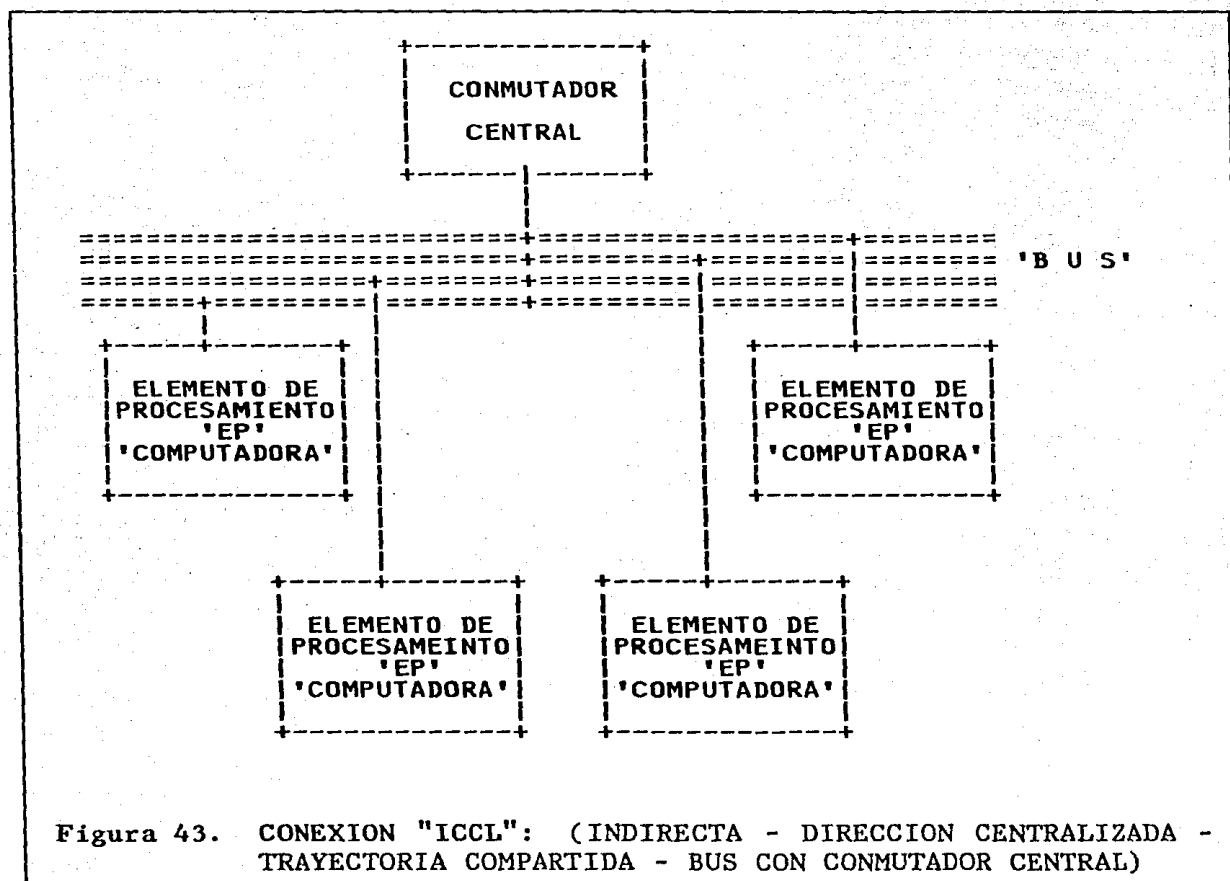 CONMUTADOR
CENTRAL
'B U S'
ELEMENTO DE
PROCESAMIENTO
'EP'
'COMPUTADORA'
ELEMENTO DE
PROCESAMIENTO
'EP'
'COMPUTADORA'
ELEMENTO DE
PROCESAMEINTO
'EP'
'COMPUTADORA'
ELEMENTO DE
PROCESAMEINTO
'EP'
'COMPUTADORA'
Figura 43. CONEXION "ICCL": (INDIRECTA - DIRECCION CENTRALIZADA -
TRAYECTORIA COMPARTIDA - BUS CON CONMUTADOR CENTRAL)